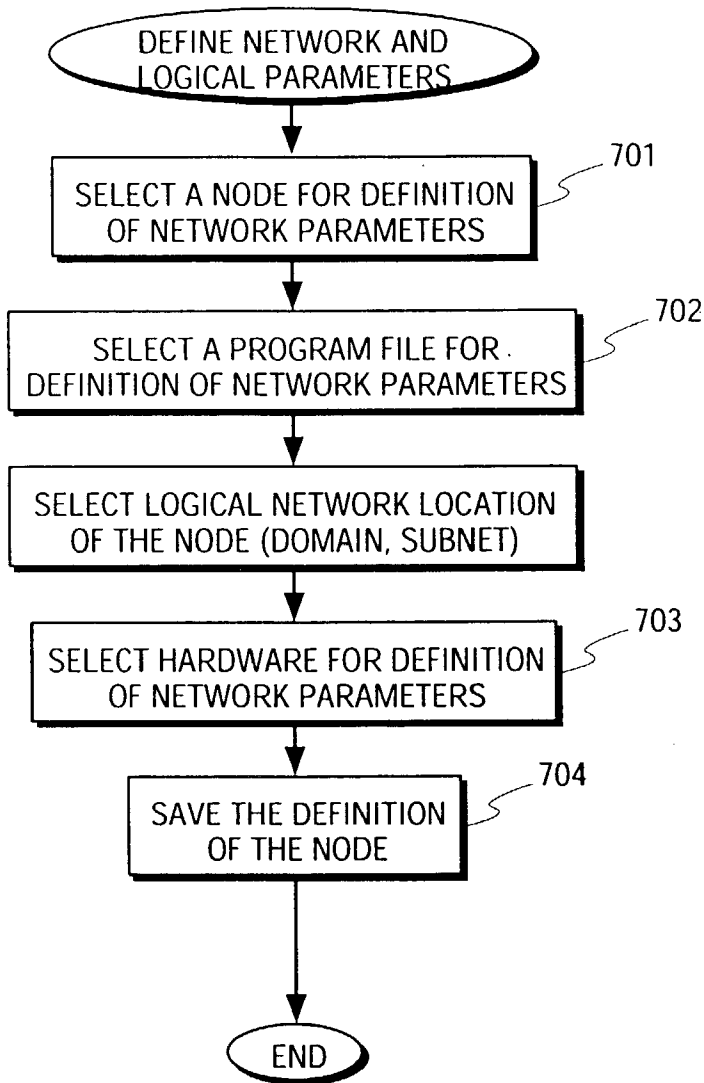 DEFINE NETWORK AND
LOGICAL PARAMETERS
701
SELECT A NODE FOR DEFINITION
OF NETWORK PARAMETERS
702
SELECT A PROGRAM FILE FOR
DEFINITION OF NETWORK PARAMETERS
SELECT LOGICAL NETWORK LOCATION
OF THE NODE (DOMAIN, SUBNET)
703
SELECT HARDWARE FOR DEFINITION
OF NETWORK PARAMETERS
704
SAVE THE DEFINITION
OF THE NODE
END